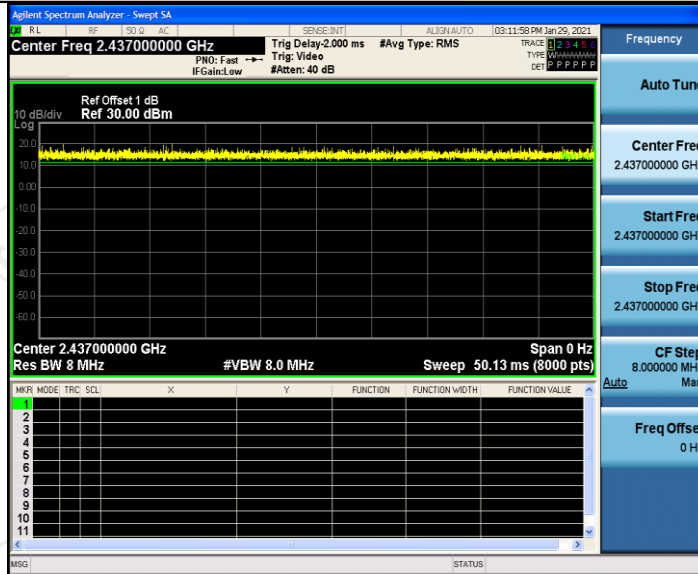 Agilent Spectrum Analyzer - Swept SA
RL RF 50 Ω AC SENSE:INT ALIGN AUTO 03:11:58 PM Jan 29, 2021
Center Freq 2.437000000 GHz
PNO: Fast
IFGain:Low
Trig Delay-2.000 ms
Trig: Video
#Atten: 40 dB
#Avg Type: RMS
TRACE 1 2 3 4 5 6
TYPE
DET P P P P P P
Ref Offset 1 dB
10 dB/div Ref 30.00 dBm
Log
20.0
10.0
0.00
-10.0
-20.0
-30.0
-40.0
-50.0
-60.0
Center 2.437000000 GHz Span 0 Hz
Res BW 8 MHz #VBW 8.0 MHz Sweep 50.13 ms (8000 pts)
MKR MODE TRC SCL X Y FUNCTION FUNCTION WIDTH FUNCTION VALUE
1
2
3
4
5
6
7
8
9
10
11
MSG STATUS
Frequency
Auto Tun
Center Fre
2.437000000 GH
Start Fre
2.437000000 GH
Stop Fre
2.437000000 GH
CF Step
8.000000 MH
Auto Ma
Freq Offse
0 H